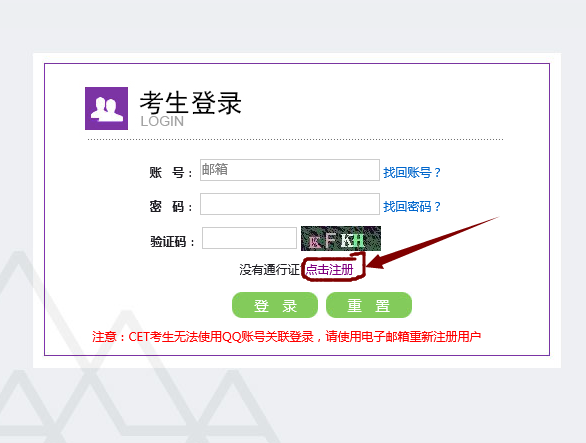 考生登录
LOGIN
账 号： 邮箱 找回账号？
密 码： 找回密码？
验证码： KFKH
没有通行证 点击注册
登 录 重 置
注意：CET考生无法使用QQ账号关联登录，请使用电子邮箱重新注册用户